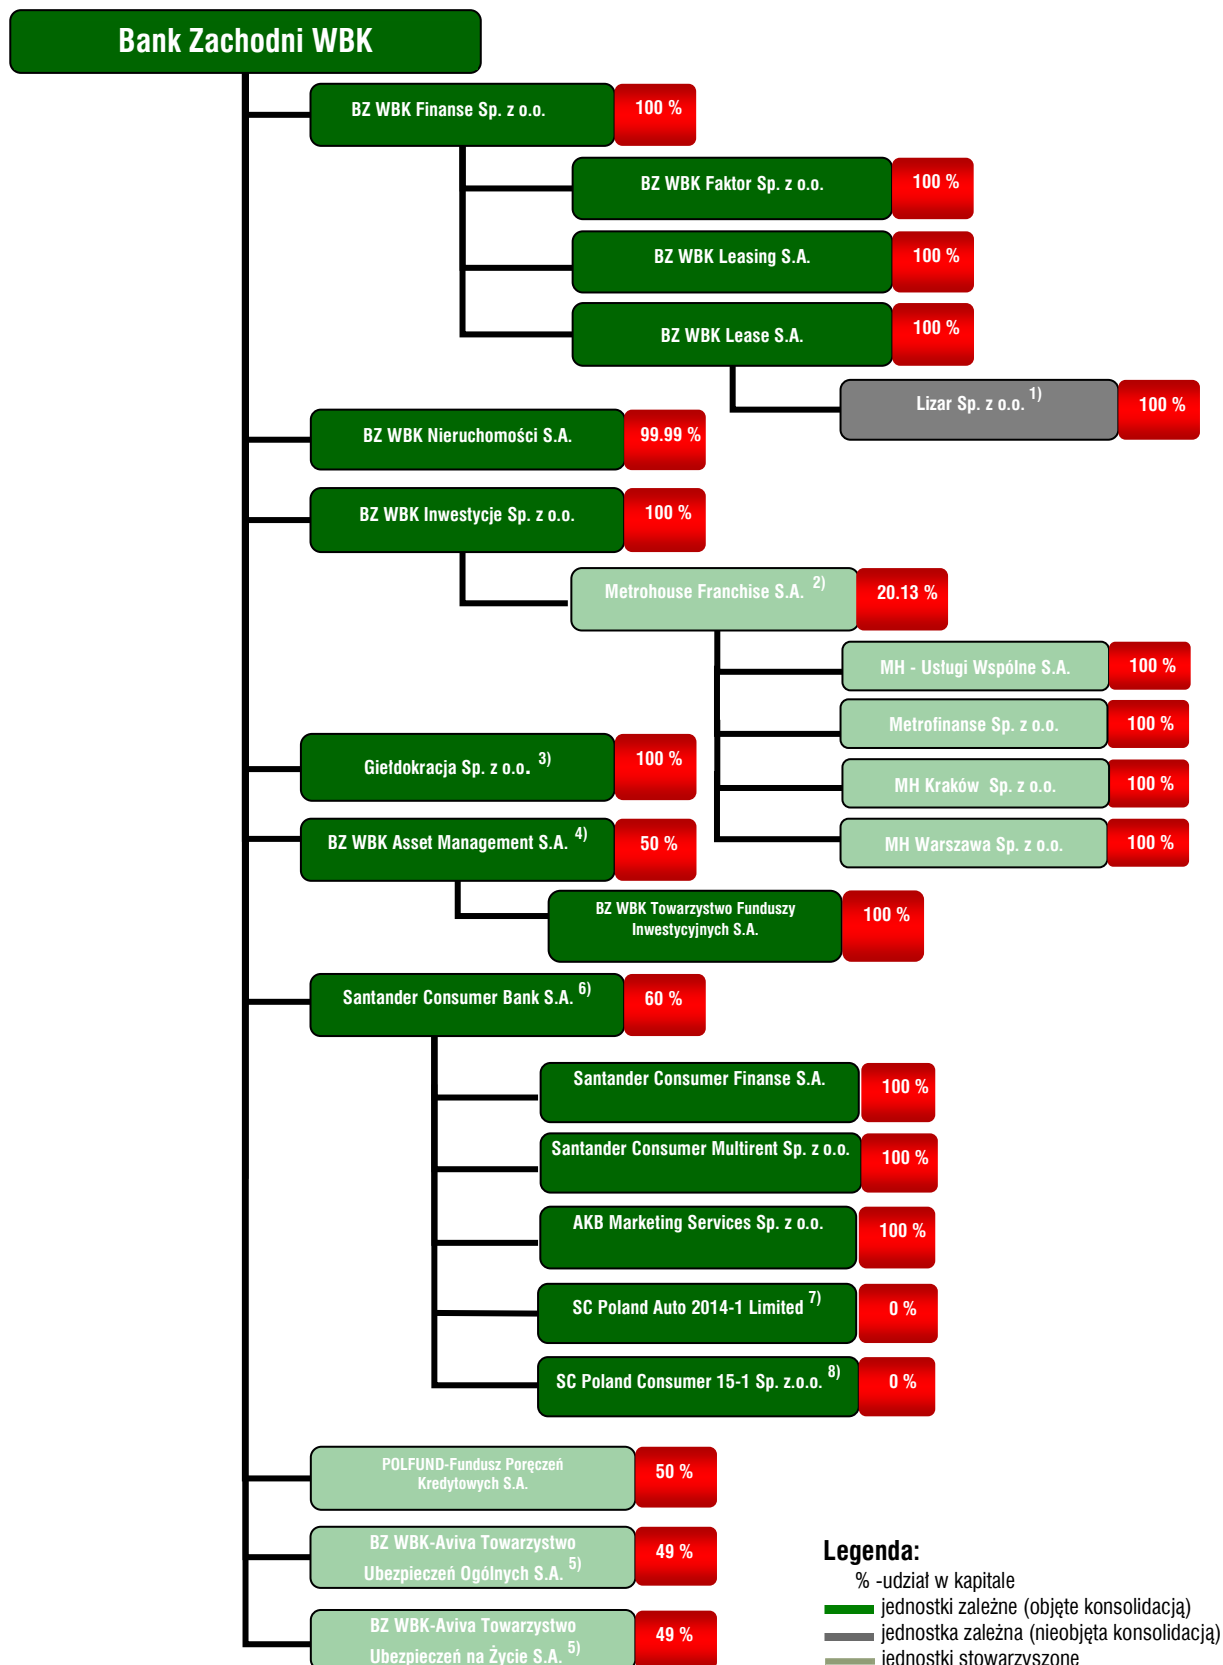 Bank Zachodni WBK
BZ WBK Finanse Sp. z o.o.
100 %
BZ WBK Faktor Sp. z o.o.
100 %
BZ WBK Leasing S.A.
100 %
BZ WBK Lease S.A.
100 %
Lizar Sp. z o.o. 1)
100 %
BZ WBK Nieruchomości S.A.
99.99 %
BZ WBK Inwestycje Sp. z o.o.
100 %
Metrohouse Franchise S.A. 2)
20.13 %
MH - Usługi Wspólne S.A.
100 %
Metrofinanse Sp. z o.o.
100 %
MH Kraków Sp. z o.o.
100 %
MH Warszawa Sp. z o.o.
100 %
Giełdokracja Sp. z o.o. 3)
100 %
BZ WBK Asset Management S.A. 4)
50 %
BZ WBK Towarzystwo Funduszy
Inwestycyjnych S.A.
100 %
Santander Consumer Bank S.A. 6)
60 %
Santander Consumer Finanse S.A.
100 %
Santander Consumer Multirent Sp. z o.o.
100 %
AKB Marketing Services Sp. z o.o.
100 %
SC Poland Auto 2014-1 Limited 7)
0 %
SC Poland Consumer 15-1 Sp. z.o.o. 8)
0 %
POLFUND-Fundusz Poręczeń
Kredytowych S.A.
50 %
BZ WBK-Aviva Towarzystwo
Ubezpieczeń Ogólnych S.A. 5)
49 %
BZ WBK-Aviva Towarzystwo
Ubezpieczeń na Życie S.A. 5)
49 %
Legenda:
% -udział w kapitale
jednostki zależne (objęte konsolidacją)
jednostka zależna (nieobjęta konsolidacją)
jednostki stowarzyszone